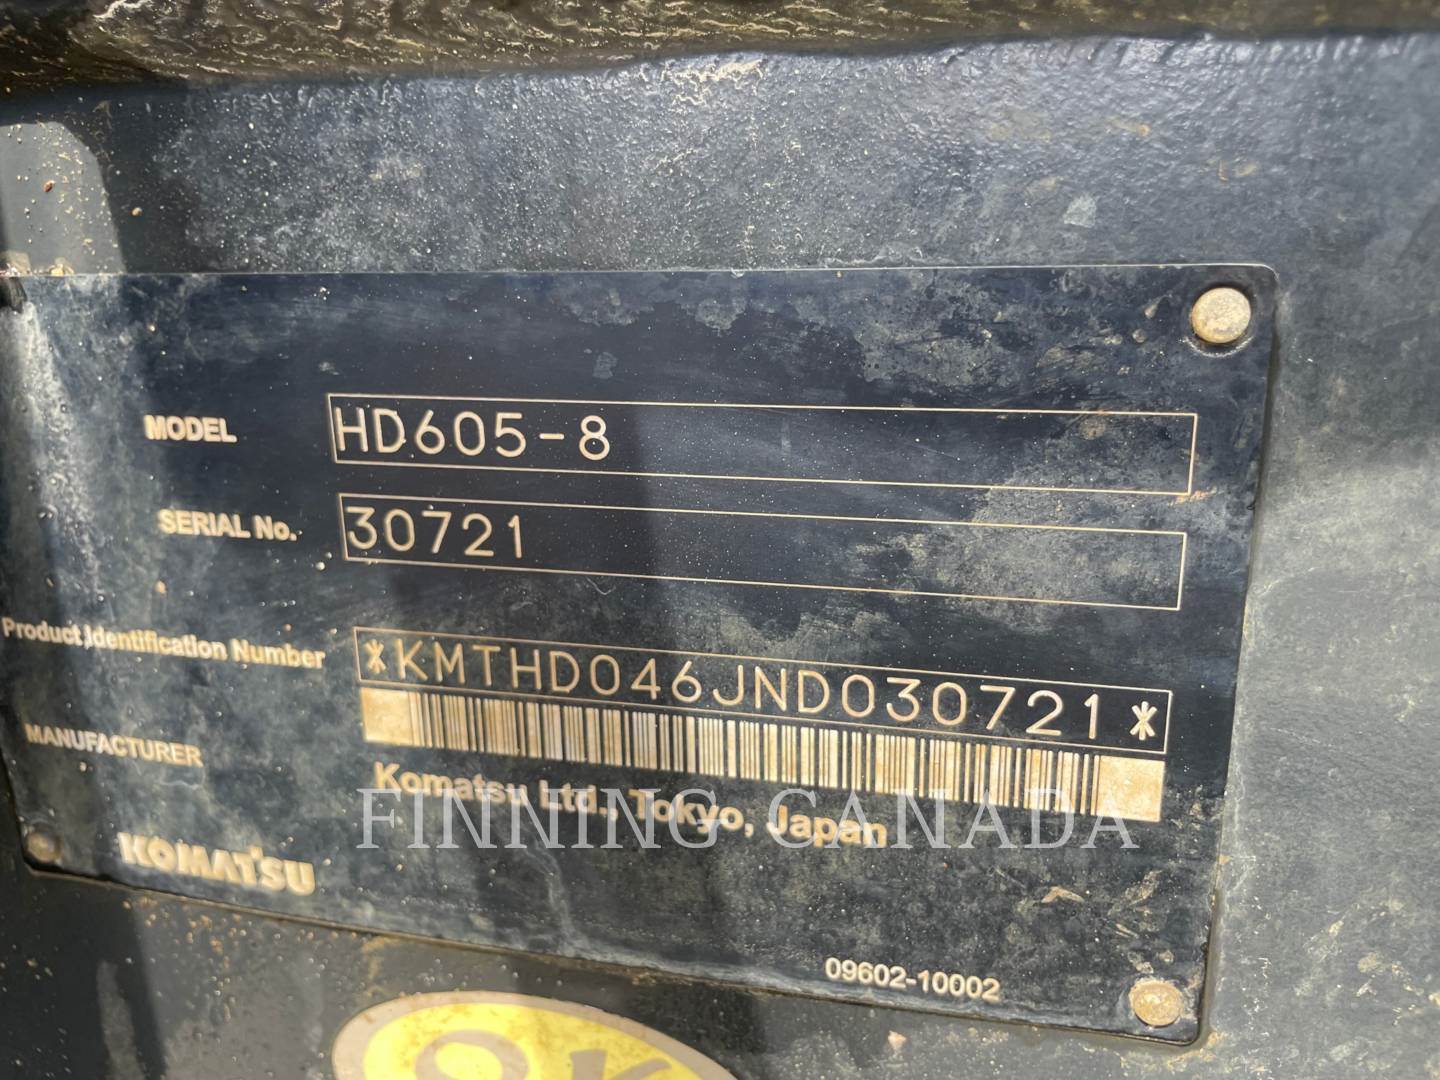 MODEL HD605-8
SERIAL No. 30721
Product Identification Number *KMTHD046JND030721*
MANUFACTURER Komatsu Ltd., Tokyo, Japan
FINNING CANADA
KOMATSU
09602-10002
OK